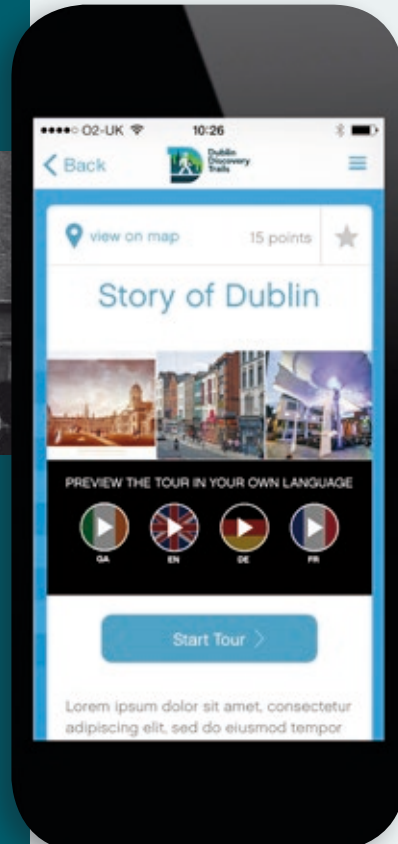 O2-UK 10:26
Back
Dublin
Discovery
Trails
view on map 15 points
Story of Dublin
PREVIEW THE TOUR IN YOUR OWN LANGUAGE
GA EN DE FR
Start Tour
Lorem ipsum dolor sit amet, consectetur
adipiscing elit, sed do eiusmod tempor